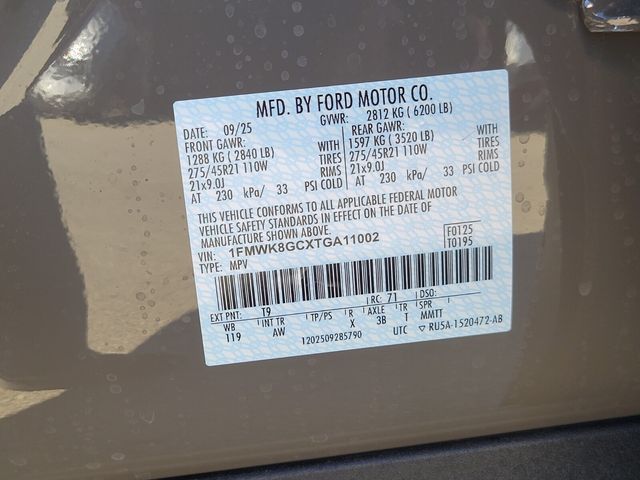 MFD. BY FORD MOTOR CO.
DATE: 09/25 GVWR: 2812 KG ( 6200 LB)
FRONT GAWR: WITH REAR GAWR: WITH
1288 KG ( 2840 LB) TIRES 1597 KG ( 3520 LB) TIRES
275/45R21 110W RIMS 275/45R21 110W RIMS
21x9.0J 21x9.0J
AT 230 kPa/ 33 PSI COLD AT 230 kPa/ 33 PSI COLD
THIS VEHICLE CONFORMS TO ALL APPLICABLE FEDERAL MOTOR
VEHICLE SAFETY STANDARDS IN EFFECT ON THE DATE OF
MANUFACTURE SHOWN ABOVE.
VIN: 1FMWK8GCXTGA11002 F0125
TYPE: MPV T0195
EXT PNT: T9 RC: 71 DSO:
WB INT TR TP/PS R AXLE TR SPR
119 AW X 3B T MMTT
1202509285790 UTC ▽ RU5A-1520472-AB